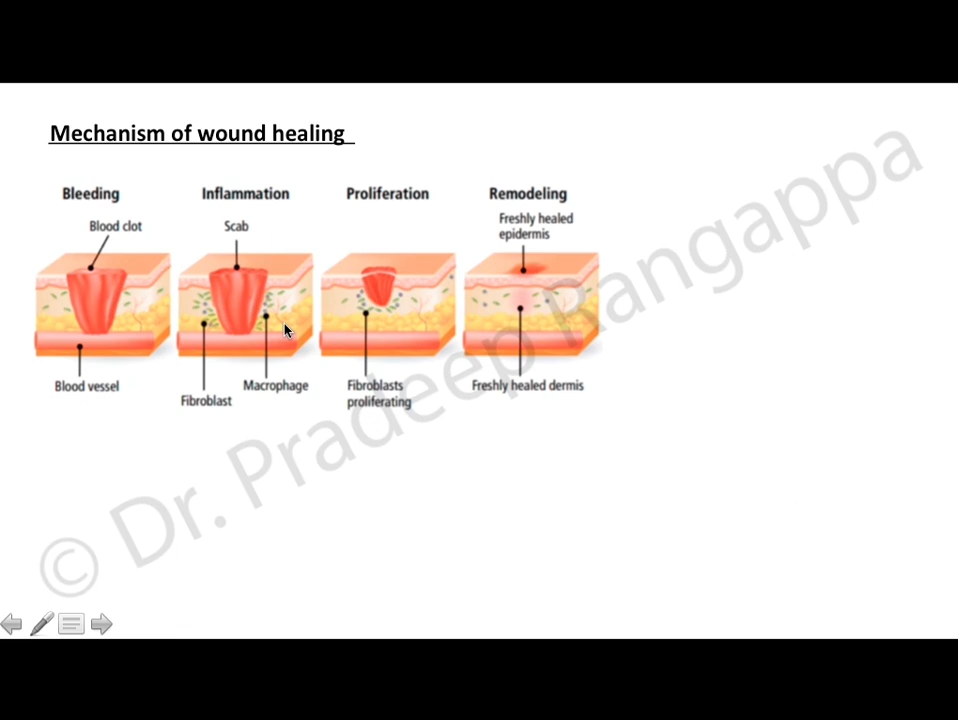 Mechanism of wound healing
Bleeding
Inflammation
Proliferation
Remodeling
Blood clot
Scab
Freshly healed
epidermis
Blood vessel
Fibroblast
Macrophage
Fibroblasts
proliferating
Freshly healed dermis
© Dr. Pradeep Rangappa